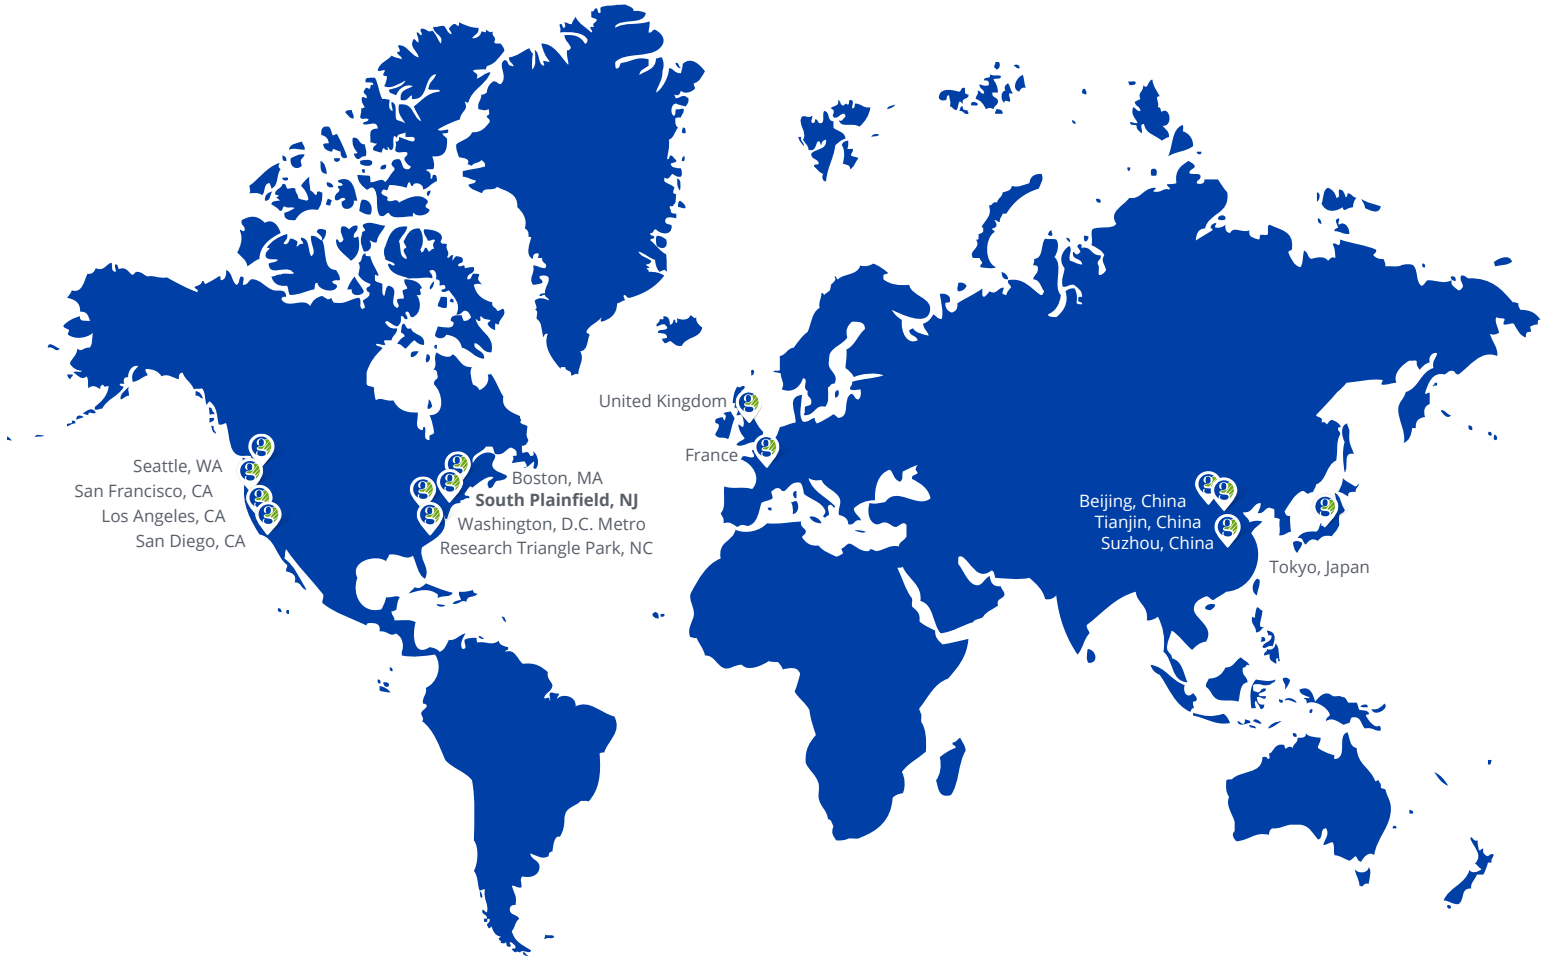 United Kingdom
France
Seattle, WA
San Francisco, CA
Los Angeles, CA
San Diego, CA
Boston, MA
South Plainfield, NJ
Washington, D.C. Metro
Research Triangle Park, NC
Beijing, China
Tianjin, China
Suzhou, China
Tokyo, Japan